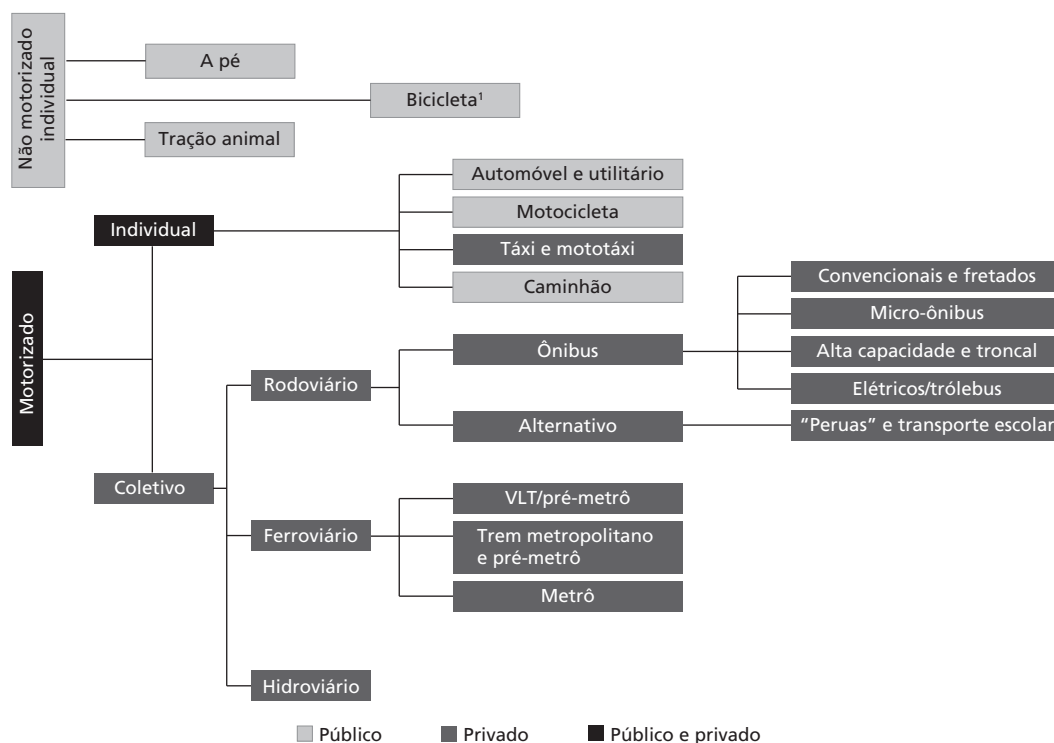 Não motorizado
individual
A pé
Bicicleta¹
Tração animal
Automóvel e utilitário
Motocicleta
Táxi e mototáxi
Caminhão
Individual
Motorizado
Coletivo
Rodoviário
Ônibus
Convencionais e fretados
Micro-ônibus
Alta capacidade e troncal
Elétricos/trólebus
Alternativo
“Peruas” e transporte escolar
Ferroviário
VLT/pré-metrô
Trem metropolitano
e pré-metrô
Metrô
Hidroviário
Público
Privado
Público e privado